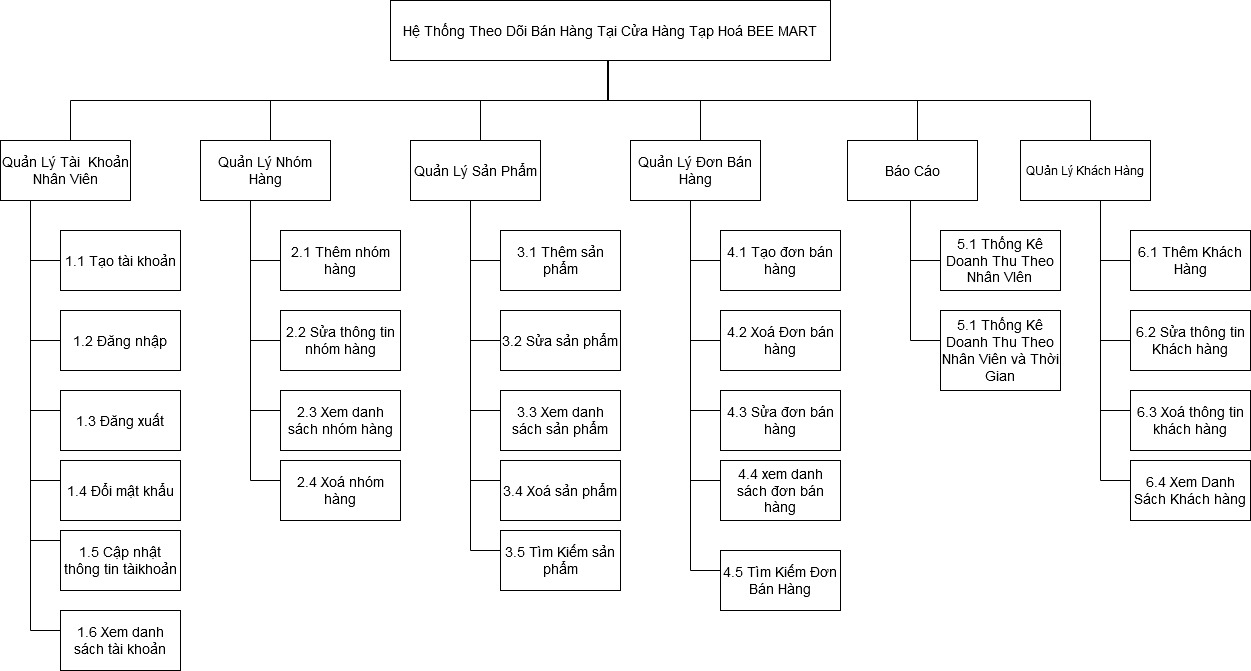 Hệ Thống Theo Dõi Bán Hàng Tại Cửa Hàng Tạp Hoá BEE MART
Quản Lý Tài Khoản
Nhân Viên
Quản Lý Nhóm
Hàng
Quản Lý Sản Phẩm
Quản Lý Đơn Bán
Hàng
Báo Cáo
QUản Lý Khách Hàng
1.1 Tạo tài khoản
1.2 Đăng nhập
1.3 Đăng xuất
1.4 Đổi mật khẩu
1.5 Cập nhật
thông tin tàikhoản
1.6 Xem danh
sách tài khoản
2.1 Thêm nhóm
hàng
2.2 Sửa thông tin
nhóm hàng
2.3 Xem danh
sách nhóm hàng
2.4 Xoá nhóm
hàng
3.1 Thêm sản
phẩm
3.2 Sửa sản phẩm
3.3 Xem danh
sách sản phẩm
3.4 Xoá sản phẩm
3.5 Tìm Kiếm sản
phẩm
4.1 Tạo đơn bán
hàng
4.2 Xoá Đơn bán
hàng
4.3 Sửa đơn bán
hàng
4.4 xem danh
sách đơn bán
hàng
4.5 Tìm Kiếm Đơn
Bán Hàng
5.1 Thống Kê
Doanh Thu Theo
Nhân VIên
5.1 Thống Kê
Doanh Thu Theo
Nhân Viên và Thời
Gian
6.1 Thêm Khách
Hàng
6.2 Sửa thông tin
Khách hàng
6.3 Xoá thông tin
khách hàng
6.4 Xem Danh
Sách Khách hàng